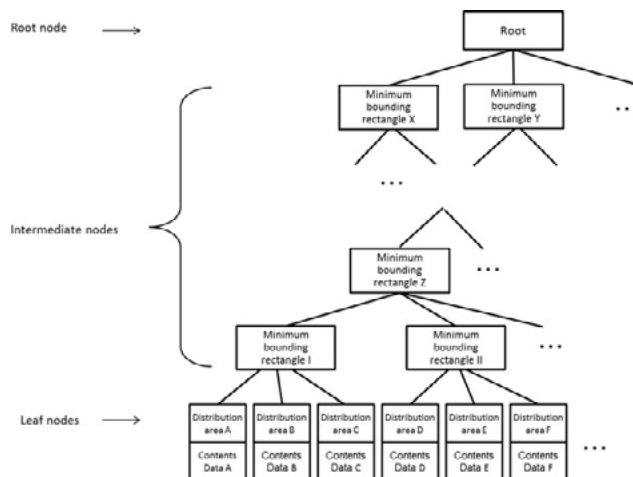 Root node
Root
Minimum
bounding
rectangle X
Minimum
bounding
rectangle Y
...
...
Intermediate nodes
Minimum
bounding
rectangle Z
...
Minimum
bounding
rectangle I
Minimum
bounding
rectangle II
...
Leaf nodes
Distribution
area A
Distribution
area B
Distribution
area C
Distribution
area D
Distribution
area E
Distribution
area F
Contents
Data A
Contents
Data B
Contents
Data C
Contents
Data D
Contents
Data E
Contents
Data F
...